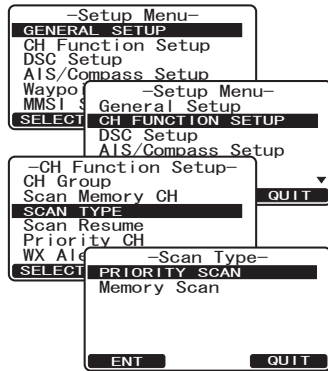 -Setup Menu-
GENERAL SETUP
CH Function Setup
DSC Setup
AIS/Compass Setup
MMSI
SELECT
-Setup Menu-
General Setup
CH FUNCTION SETUP
DSC Setup
AIS/Compass Setup
QUIT
-CH Function Setup-
CH Group
Scan Memory CH
SCAN TYPE
Scan Resume
Priority CH
WX
SELECT
-Scan Type-
PRIORITY SCAN
Memory Scan
ENT QUIT